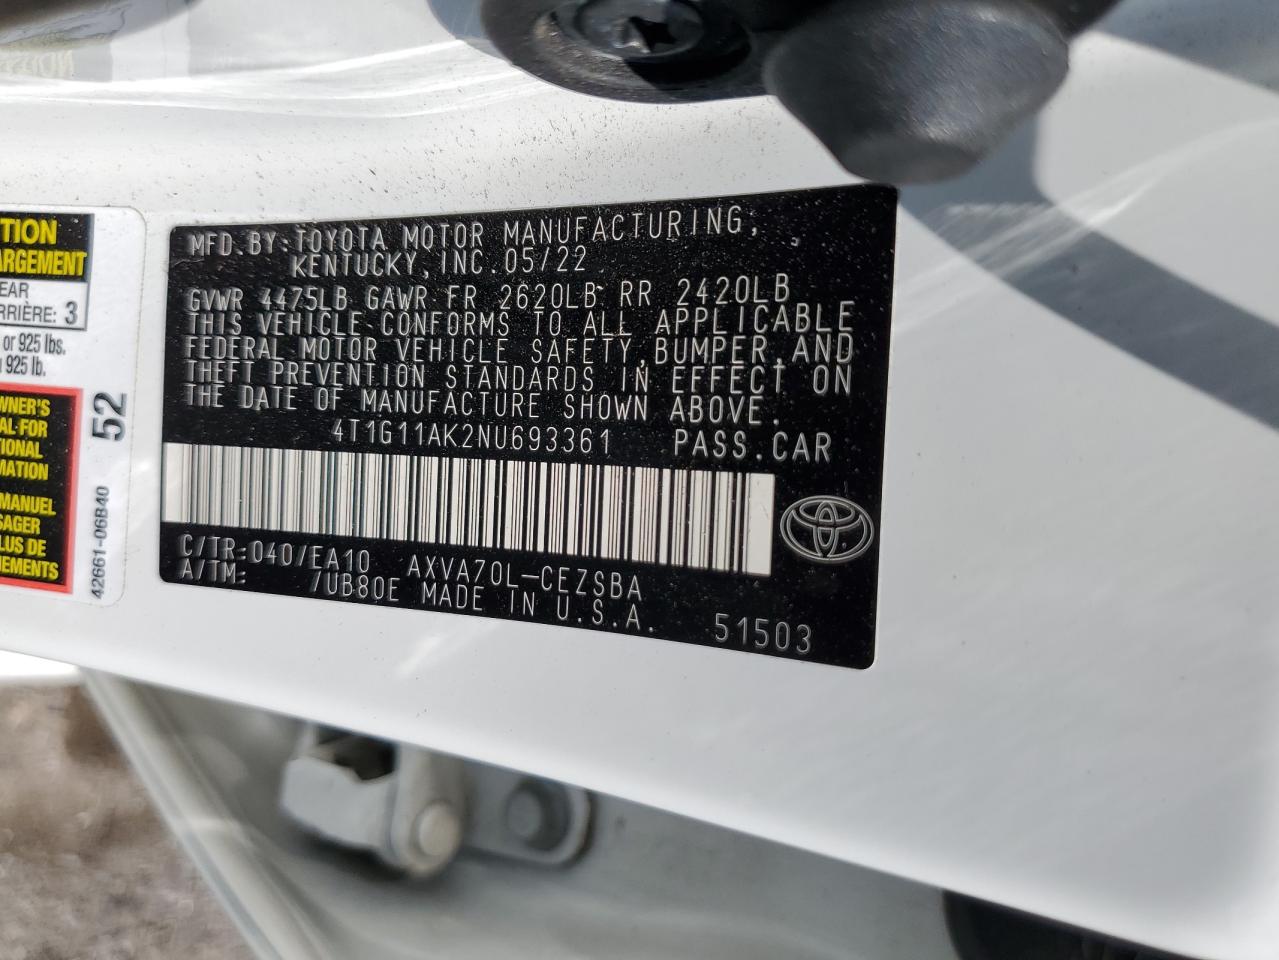 TION
ARGEMENT
EAR
RRIÈRE: 3
or 925 lbs.
925 lb.
WNER'S
AL FOR
TIONAL
MATION
MANUEL
SAGER
LUS DE
NEMENTS
52
42661-06B40
MFD.BY:TOYOTA MOTOR MANUFACTURING,
KENTUCKY,INC.05/22
GVWR 4475LB GAWR FR 2620LB RR 2420LB
THIS VEHICLE CONFORMS TO ALL APPLICABLE
FEDERAL MOTOR VEHICLE SAFETY,BUMPER,AND
THEFT PREVENTION STANDARDS IN EFFECT ON
THE DATE OF MANUFACTURE SHOWN ABOVE.
4T1G11AK2NU693361 PASS.CAR
C/TR:040/EA10 AXVA70L-CEZSBA
A/TM: /UB80E MADE IN U.S.A. 51503